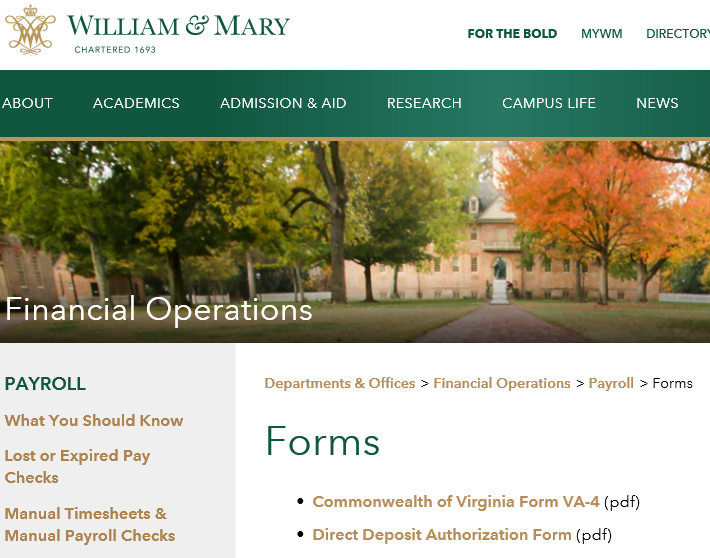 WILLIAM & MARY
CHARTERED 1693
FOR THE BOLD MYWM DIRECTORY
ABOUT ACADEMICS ADMISSION & AID RESEARCH CAMPUS LIFE NEWS
Financial Operations
PAYROLL
What You Should Know
Lost or Expired Pay
Checks
Manual Timesheets &
Manual Payroll Checks
Departments & Offices > Financial Operations > Payroll > Forms
Forms
• Commonwealth of Virginia Form VA-4 (pdf)
• Direct Deposit Authorization Form (pdf)